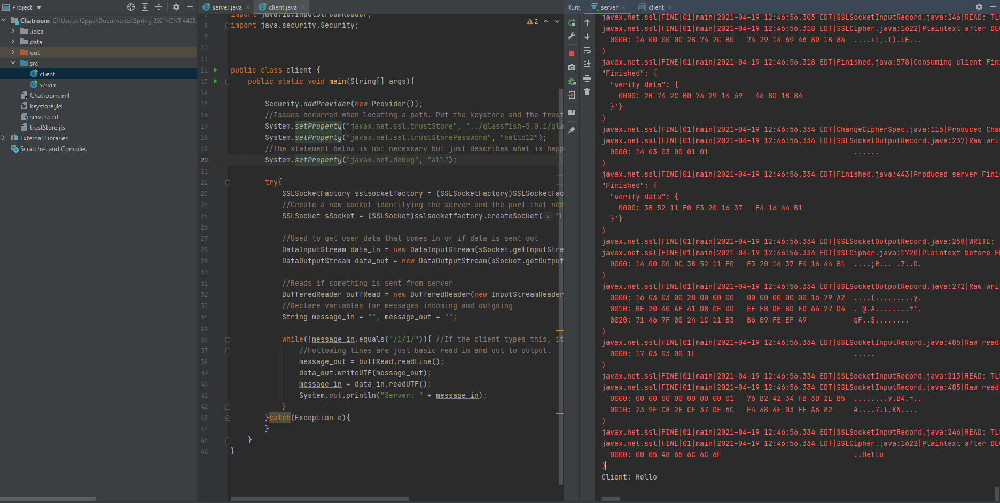 Project
Chatroom C:\Users\12ppa\Documents\Spring 2021\CNT 4403
.idea
data
out
src
client
server
Chatroom.iml
keystore.jks
server.cert
trustStore.jts
External Libraries
Scratches and Consoles
server.java
client.java
2
7 import java.io.InputStreamReader;
8 import java.security.Security;
9
10
11
12 public class client {
13 public static void main(String[] args){
14
15 Security.addProvider(new Provider());
16 //Issues occurred when locating a path. Put the keystore and the trust
17 System.setProperty("javax.net.ssl.trustStore", "../glassfish-5.0.1/gla
18 System.setProperty("javax.net.ssl.trustStorePassword", "hello12");
19 //The statement below is not necessary but just describes what is happ
20 System.setProperty("javax.net.debug", "all");
21
22 try{
23 SSLSocketFactory sslsocketfactory = (SSLSocketFactory)SSLSocketFac
24 //Create a new socket identifying the server and the port that nee
25 SSLSocket sSocket = (SSLSocket)sslsocketfactory.createSocket( s: "l
26
27 //Used to get user data that comes in or if data is sent out
28 DataInputStream data_in = new DataInputStream(sSocket.getInputStre
29 DataOutputStream data_out = new DataOutputStream(sSocket.getOutput
30
31 //Reads if something is sent from server
32 BufferedReader buffRead = new BufferedReader(new InputStreamReader
33 //Declare variables for messages incoming and outgoing
34 String message_in = "", message_out = "";
35
36 while(!message_in.equals("/1/1/")){ //If the client types this, it
37 //Following lines are just basic read in and out to output.
38 message_out = buffRead.readLine();
39 data_out.writeUTF(message_out);
40 message_in = data_in.readUTF();
41 System.out.println("Server: " + message_in);
42 }
43 }catch(Exception e){
44 }
45 }
46 }
Run: server client
javax.net.ssl|FINE|01|main|2021-04-19 12:46:56.303 EDT|SSLSocketInputRecord.java:246|READ: TLS
javax.net.ssl|FINE|01|main|2021-04-19 12:46:56.318 EDT|SSLCipher.java:1622|Plaintext after DEC
0000: 14 00 00 0C 2B 74 2C B0 74 29 14 69 46 8D 1B 84 ....+t,.t).iF...
)
javax.net.ssl|FINE|01|main|2021-04-19 12:46:56.318 EDT|Finished.java:578|Consuming client Fini
"Finished": {
"verify data": {
0000: 2B 74 2C B0 74 29 14 69 46 8D 1B 84
}'}
)
javax.net.ssl|FINE|01|main|2021-04-19 12:46:56.334 EDT|ChangeCipherSpec.java:115|Produced Cha
javax.net.ssl|FINE|01|main|2021-04-19 12:46:56.334 EDT|SSLSocketOutputRecord.java:237|Raw writ
0000: 14 03 03 00 01 01 ......
)
javax.net.ssl|FINE|01|main|2021-04-19 12:46:56.334 EDT|Finished.java:443|Produced server Finis
"Finished": {
"verify data": {
0000: 3B 52 11 F0 F3 20 16 37 F4 16 44 B1
}'}
)
javax.net.ssl|FINE|01|main|2021-04-19 12:46:56.334 EDT|SSLSocketOutputRecord.java:258|WRITE: T
javax.net.ssl|FINE|01|main|2021-04-19 12:46:56.334 EDT|SSLCipher.java:1720|Plaintext before EN
0000: 14 00 00 0C 3B 52 11 F0 F3 20 16 37 F4 16 44 B1 ....;R... .7..D.
)
javax.net.ssl|FINE|01|main|2021-04-19 12:46:56.334 EDT|SSLSocketOutputRecord.java:272|Raw writ
0000: 16 03 03 00 28 00 00 00 00 00 00 00 00 16 79 A2 ....(.........y.
0010: BF 20 40 AE 41 D8 CF DD EF F8 DE BD ED 66 27 D4 . @.A........f'.
0020: 71 46 7F 00 24 1C 11 B3 B6 B9 FE EF A9 qF..$........
)
javax.net.ssl|FINE|01|main|2021-04-19 12:46:56.334 EDT|SSLSocketInputRecord.java:485|Raw read
0000: 17 03 03 00 1F .....
)
javax.net.ssl|FINE|01|main|2021-04-19 12:46:56.334 EDT|SSLSocketInputRecord.java:213|READ: TLS
javax.net.ssl|FINE|01|main|2021-04-19 12:46:56.334 EDT|SSLSocketInputRecord.java:485|Raw read
0000: 00 00 00 00 00 00 00 01 76 B2 42 34 FB 3D 2E B5 ........v.B4.=..
0010: 23 9F C8 2E CE 37 DE 6C F4 4B 4E 03 FE A6 82 #....7.l.KN....
)
javax.net.ssl|FINE|01|main|2021-04-19 12:46:56.334 EDT|SSLSocketInputRecord.java:246|READ: TLS
javax.net.ssl|FINE|01|main|2021-04-19 12:46:56.334 EDT|SSLCipher.java:1622|Plaintext after DEC
0000: 00 05 48 65 6C 6C 6F ..Hello
)
Client: Hello